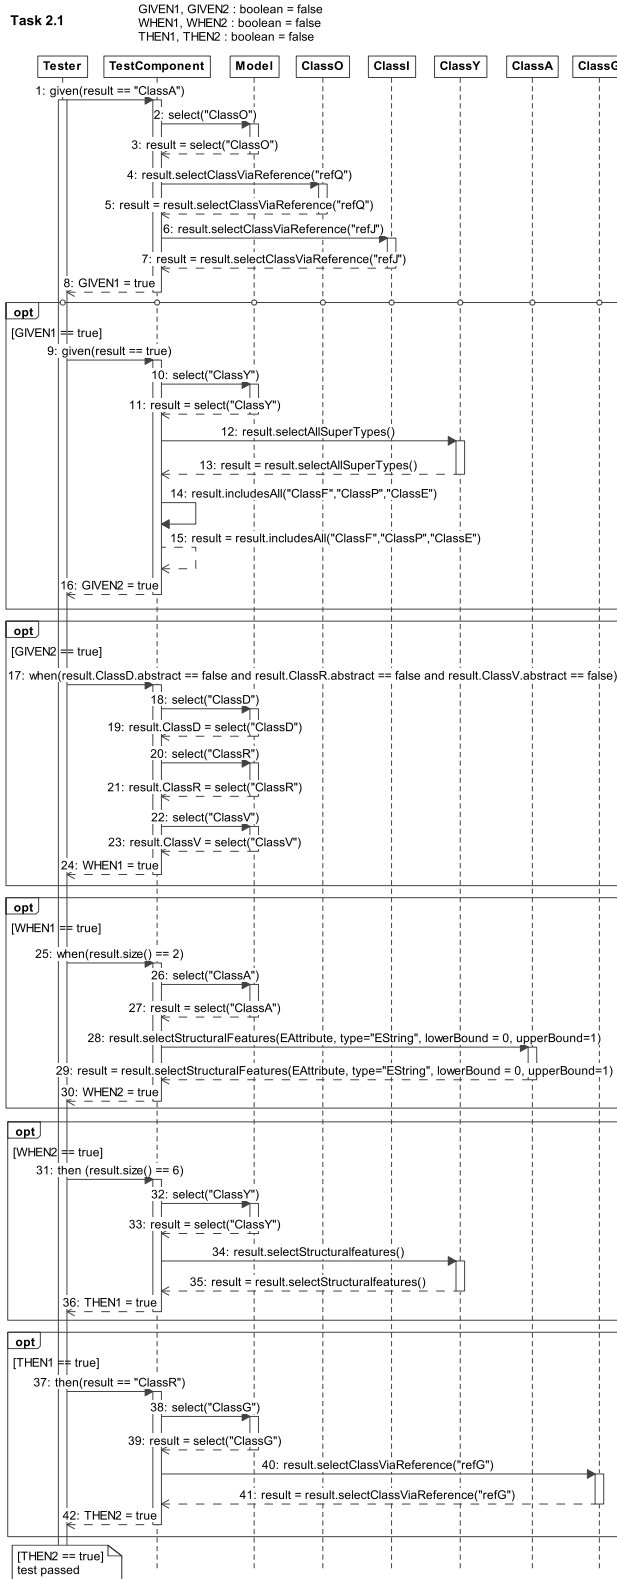 Task 2.1
GIVEN1, GIVEN2 : boolean = false
WHEN1, WHEN2 : boolean = false
THEN1, THEN2 : boolean = false
Tester TestComponent Model ClassO ClassI ClassY ClassA ClassG
1: given(result == "ClassA")
2: select("ClassO")
3: result = select("ClassO")
4: result.selectClassViaReference("refQ")
5: result = result.selectClassViaReference("refQ")
6: result.selectClassViaReference("refJ")
7: result = result.selectClassViaReference("refJ")
8: GIVEN1 = true
opt
[GIVEN1 == true]
9: given(result == true)
10: select("ClassY")
11: result = select("ClassY")
12: result.selectAllSuperTypes()
13: result = result.selectAllSuperTypes()
14: result.includesAll("ClassF","ClassP","ClassE")
15: result = result.includesAll("ClassF","ClassP","ClassE")
16: GIVEN2 = true
opt
[GIVEN2 == true]
17: when(result.ClassD.abstract == false and result.ClassR.abstract == false and result.ClassV.abstract == false)
18: select("ClassD")
19: result.ClassD = select("ClassD")
20: select("ClassR")
21: result.ClassR = select("ClassR")
22: select("ClassV")
23: result.ClassV = select("ClassV")
24: WHEN1 = true
opt
[WHEN1 == true]
25: when(result.size() == 2)
26: select("ClassA")
27: result = select("ClassA")
28: result.selectStructuralFeatures(EAttribute, type="EString", lowerBound = 0, upperBound=1)
29: result = result.selectStructuralFeatures(EAttribute, type="EString", lowerBound = 0, upperBound=1)
30: WHEN2 = true
opt
[WHEN2 == true]
31: then (result.size() == 6)
32: select("ClassY")
33: result = select("ClassY")
34: result.selectStructuralfeatures()
35: result = result.selectStructuralfeatures()
36: THEN1 = true
opt
[THEN1 == true]
37: then(result == "ClassR")
38: select("ClassG")
39: result = select("ClassG")
40: result.selectClassViaReference("refG")
41: result = result.selectClassViaReference("refG")
42: THEN2 = true
[THEN2 == true]
test passed